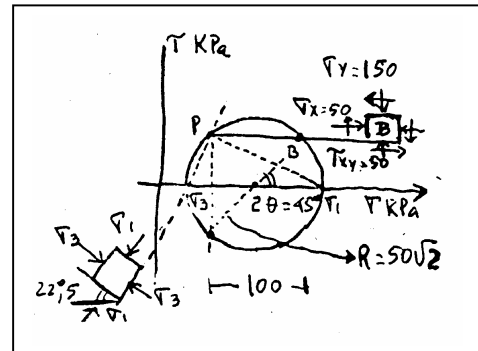 τ KPa
σy=150
σx=50
B
τxy=50
P
B
σ3
2θ=45°
σ1
σ KPa
σ3
σ1
R=50√2
22°,5
σ1
σ3
100